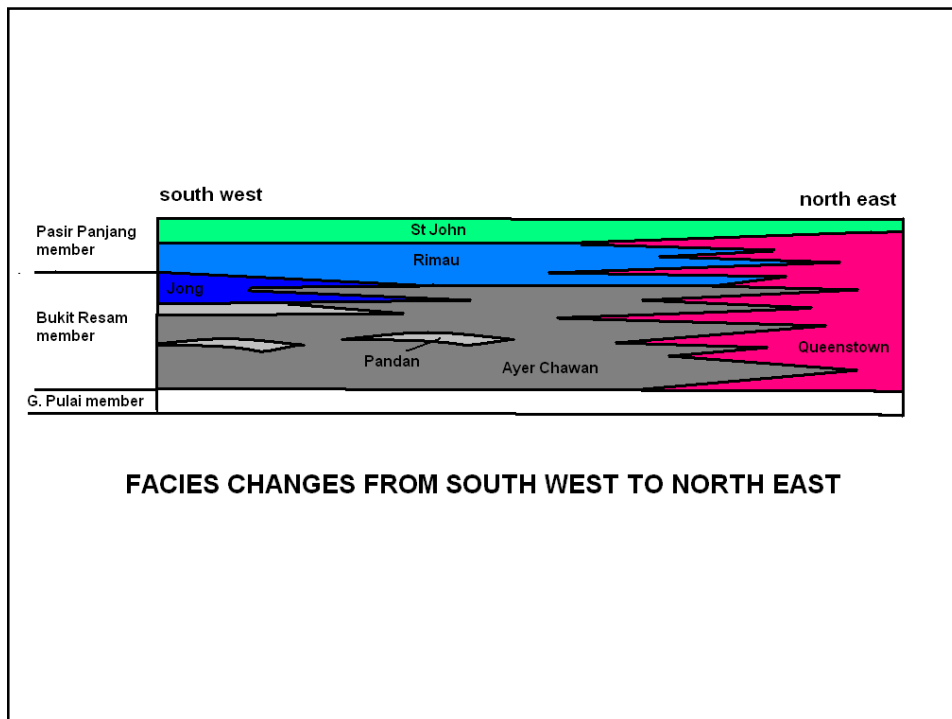 south west
north east
Pasir Panjang
member
St John
Rimau
Jong
Bukit Resam
member
Pandan
Ayer Chawan
Queenstown
G. Pulai member
FACIES CHANGES FROM SOUTH WEST TO NORTH EAST